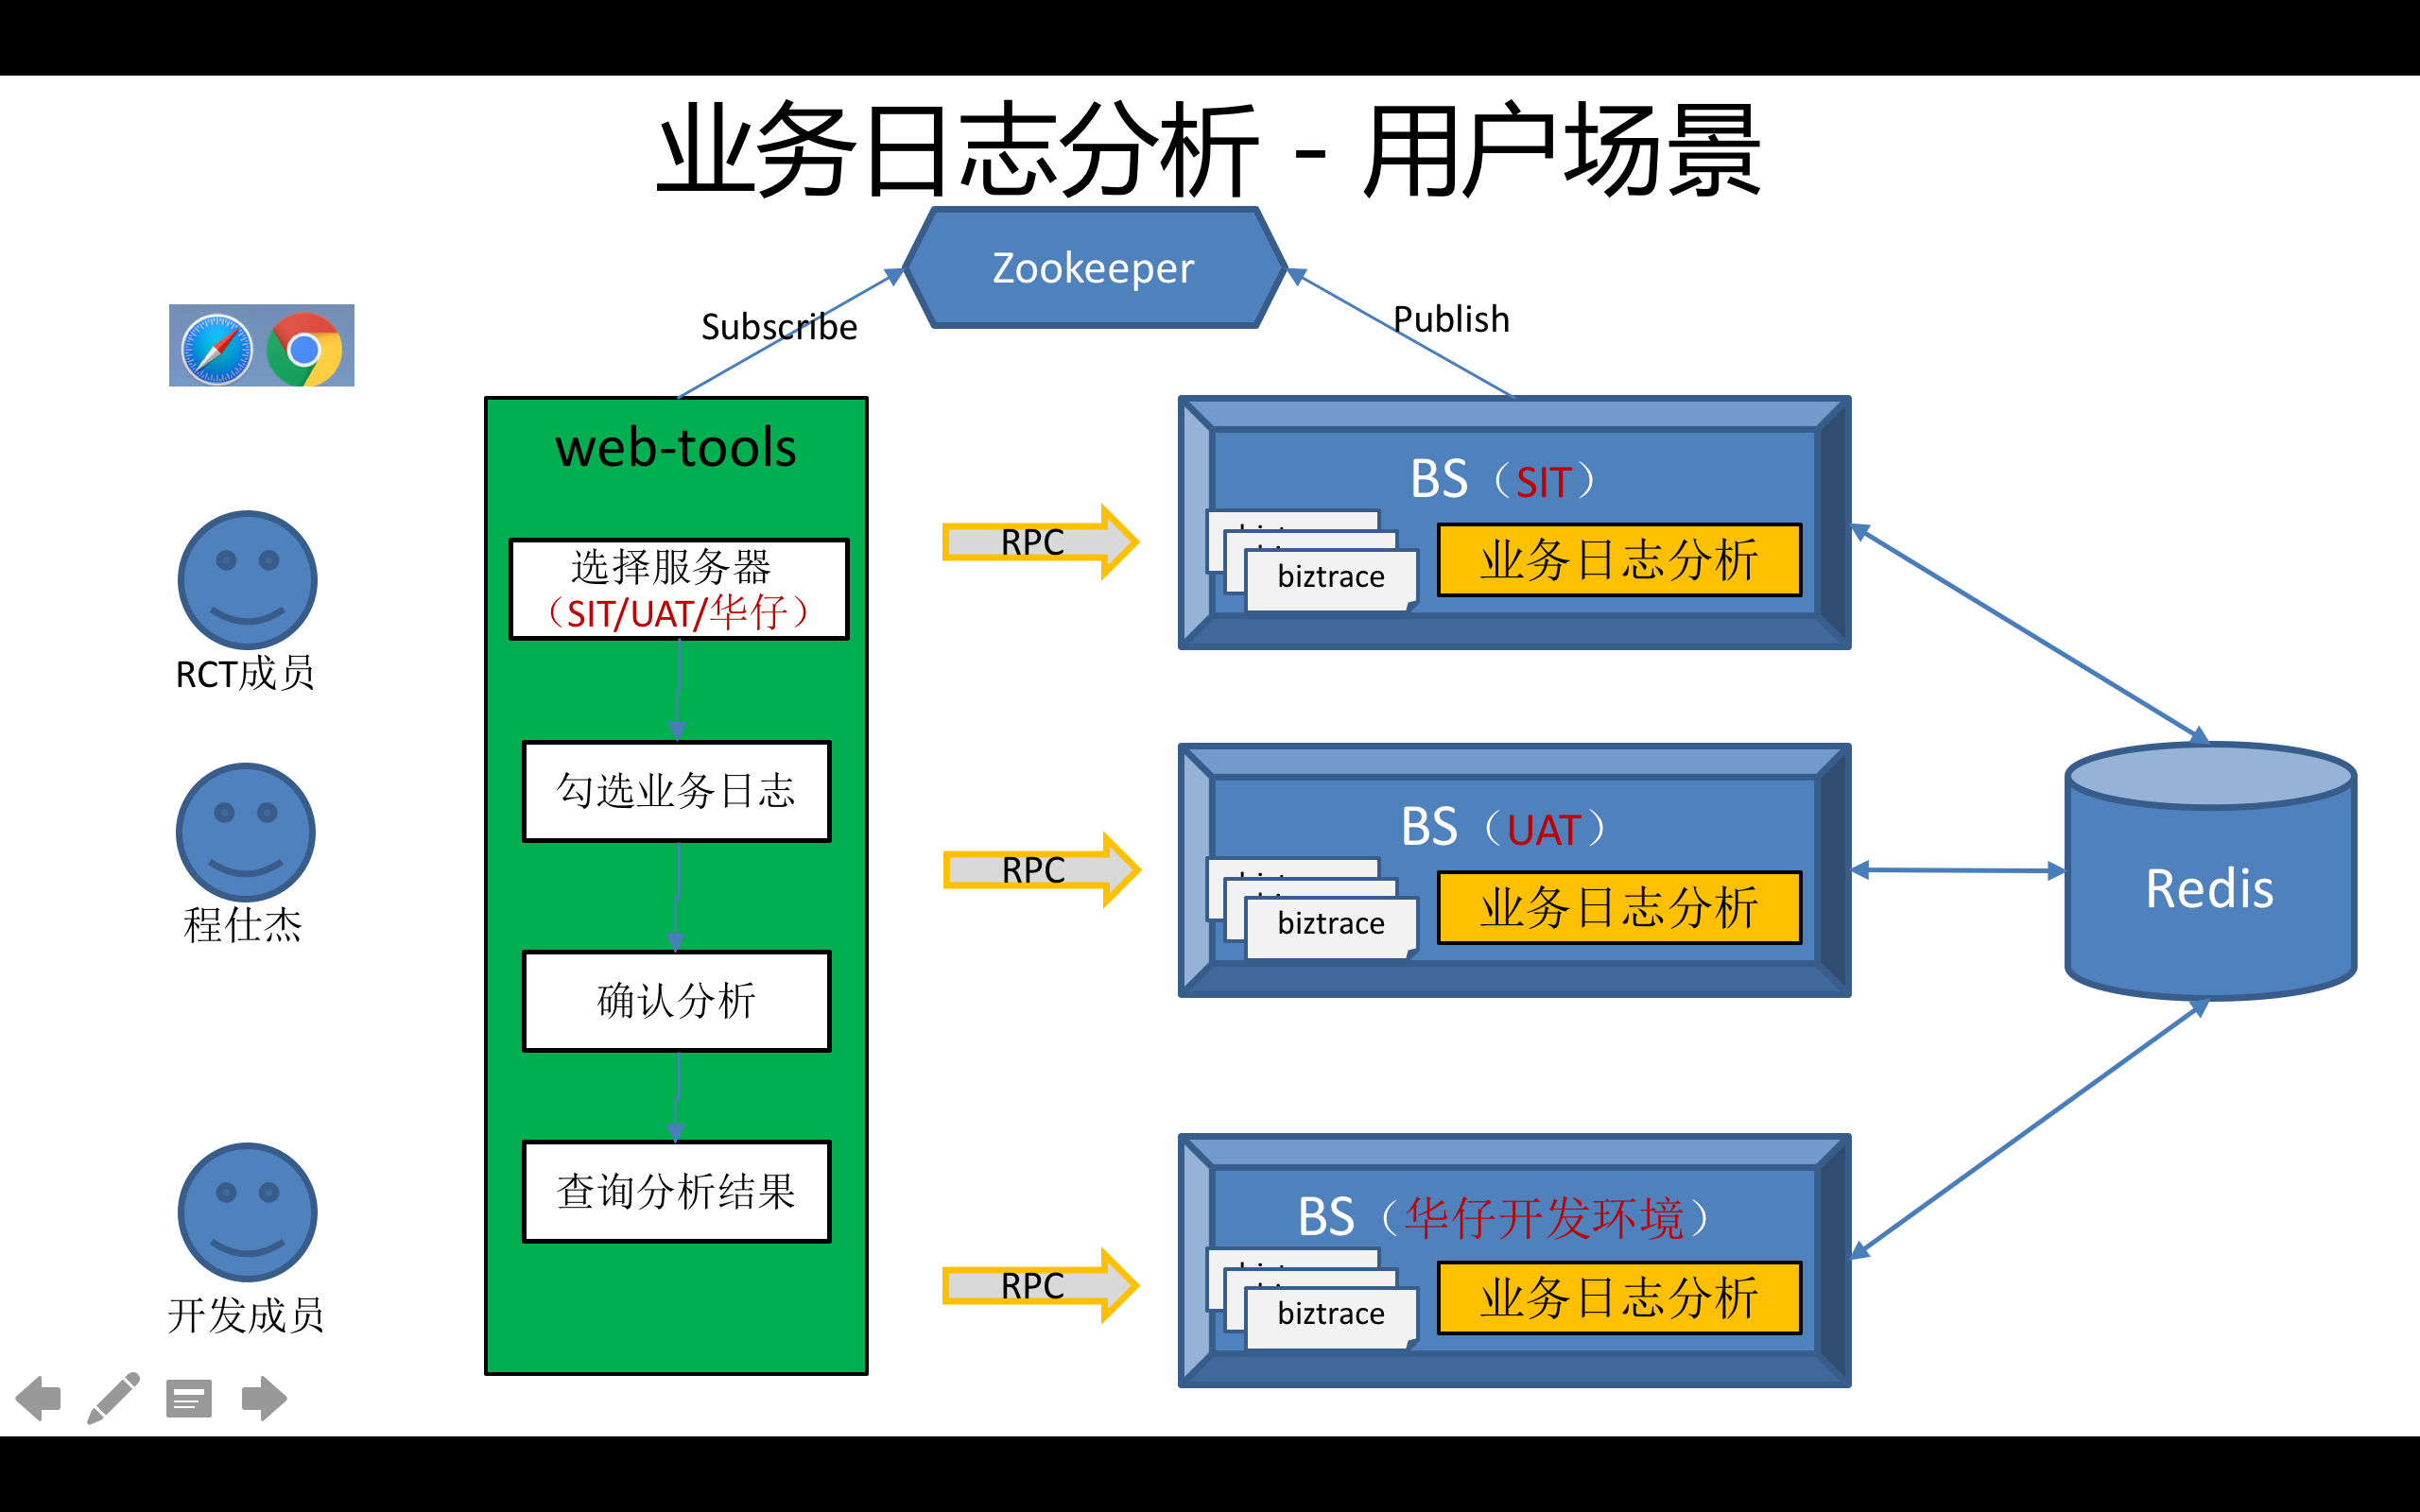 业务日志分析 - 用户场景
Zookeeper
Subscribe
Publish
web-tools
选择服务器
（SIT/UAT/华仔）
勾选业务日志
确认分析
查询分析结果
RCT成员
程仕杰
开发成员
RPC
BS（SIT）
biztrace
业务日志分析
RPC
BS（UAT）
biztrace
业务日志分析
RPC
BS（华仔开发环境）
biztrace
业务日志分析
Redis